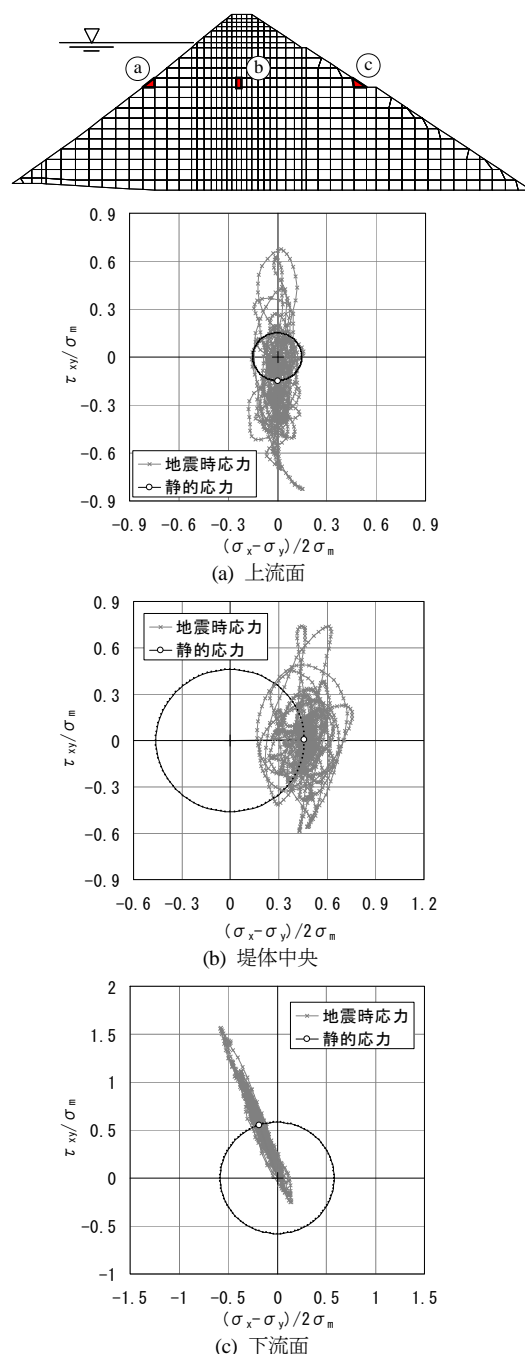 a b c
0.9
0.6
0.3
0
-0.3
-0.6
-0.9
τxy/σm
地震時応力
静的応力
-0.9 -0.6 -0.3 0 0.3 0.6 0.9
(σx-σy)/2σm
(a) 上流面
0.9
0.6
0.3
0
-0.3
-0.6
-0.9
τxy/σm
地震時応力
静的応力
-0.6 -0.3 0 0.3 0.6 0.9 1.2
(σx-σy)/2σm
(b) 堤体中央
2
1.5
1
0.5
0
-0.5
-1
τxy/σm
地震時応力
静的応力
-1.5 -1 -0.5 0 0.5 1 1.5
(σx-σy)/2σm
(c) 下流面